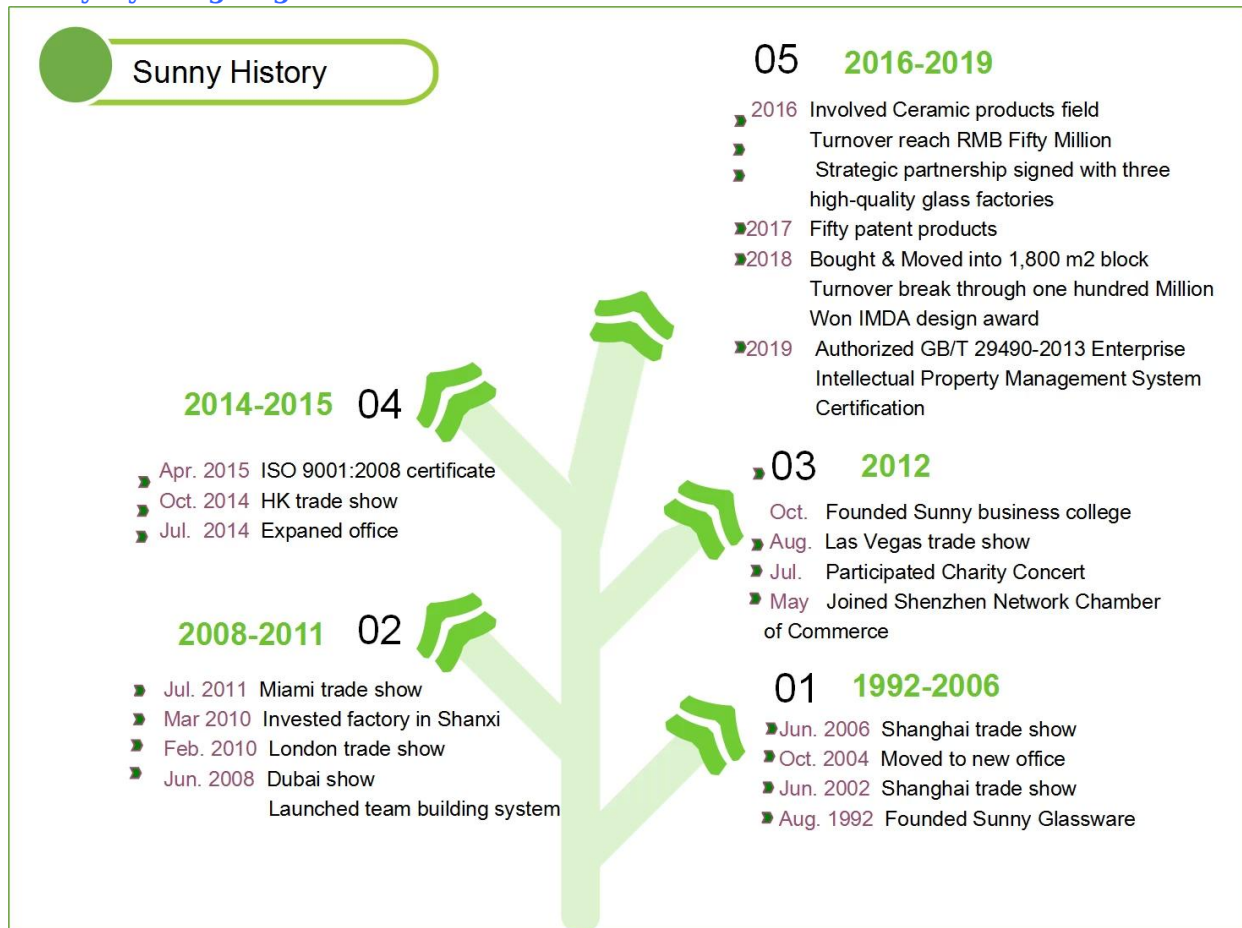 Sunny History
05 2016-2019
2016 Involved Ceramic products field
Turnover reach RMB Fifty Million
Strategic partnership signed with three
high-quality glass factories
2017 Fifty patent products
2018 Bought & Moved into 1,800 m2 block
Turnover break through one hundred Million
Won IMDA design award
2019 Authorized GB/T 29490-2013 Enterprise
Intellectual Property Management System
Certification
2014-2015 04
Apr. 2015 ISO 9001:2008 certificate
Oct. 2014 HK trade show
Jul. 2014 Expaned office
03 2012
Oct. Founded Sunny business college
Aug. Las Vegas trade show
Jul. Participated Charity Concert
May Joined Shenzhen Network Chamber
of Commerce
2008-2011 02
Jul. 2011 Miami trade show
Mar 2010 Invested factory in Shanxi
Feb. 2010 London trade show
Jun. 2008 Dubai show
Launched team building system
01 1992-2006
Jun. 2006 Shanghai trade show
Oct. 2004 Moved to new office
Jun. 2002 Shanghai trade show
Aug. 1992 Founded Sunny Glassware